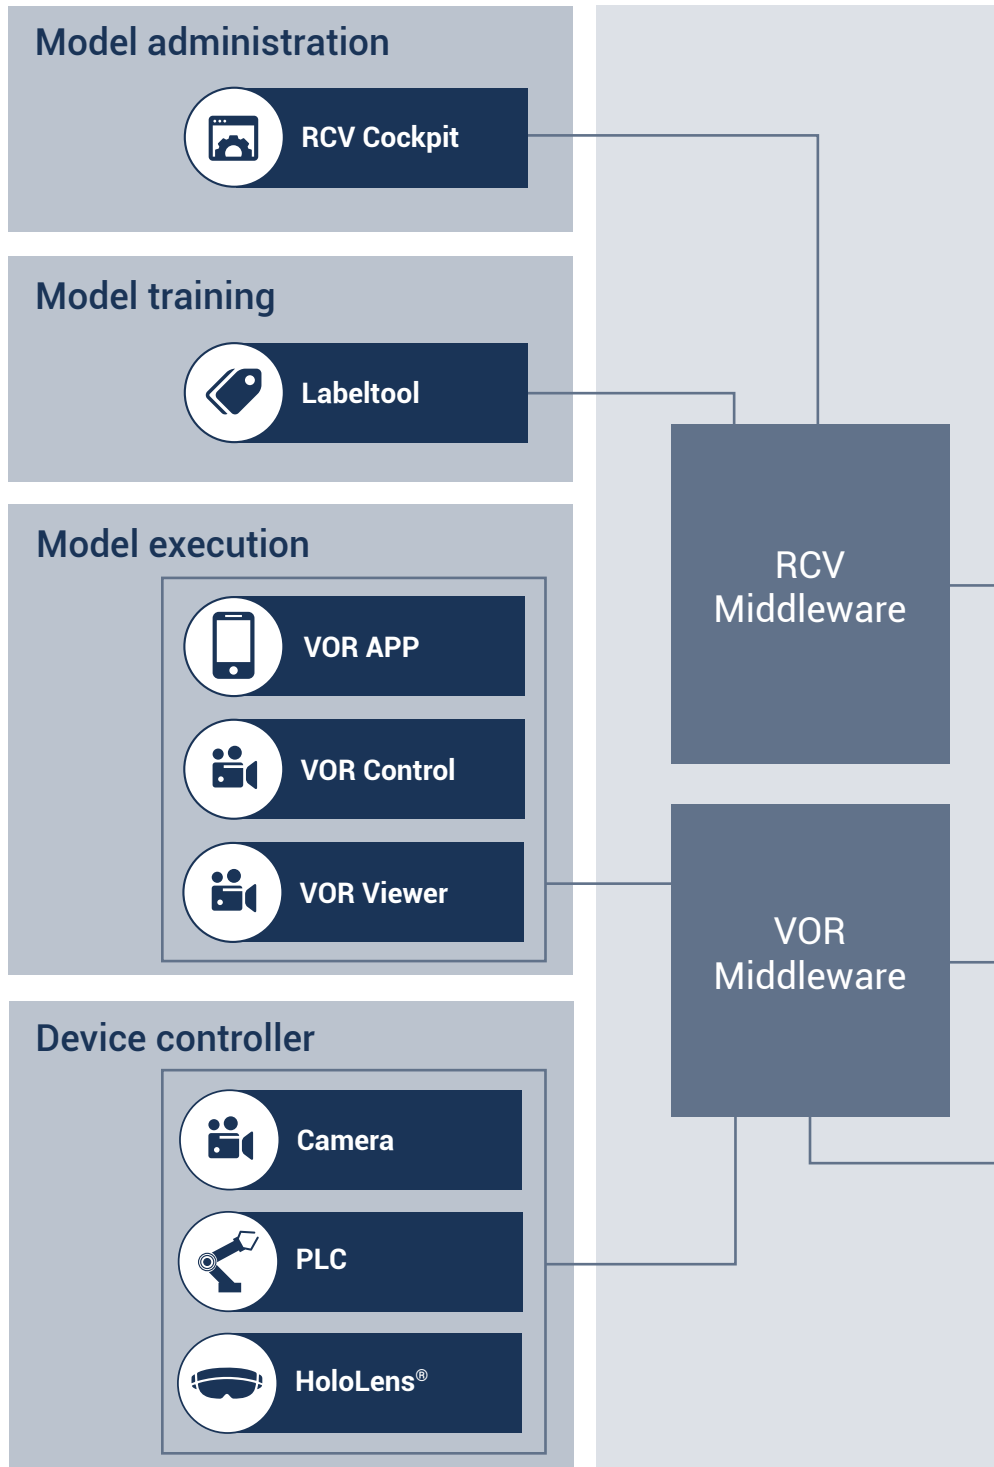 Model administration
RCV Cockpit
Model training
Labeltool
Model execution
VOR APP
VOR Control
VOR Viewer
Device controller
Camera
PLC
HoloLens®
RCV
Middleware
VOR
Middleware